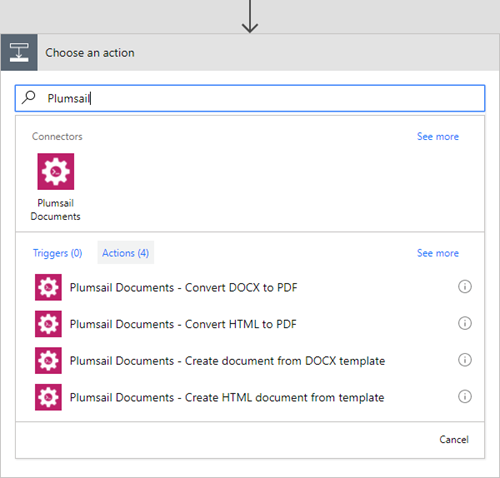 Choose an action
Plumsail
Connectors
See more
Plumsail
Documents
Triggers (0) Actions (4) See more
Plumsail Documents - Convert DOCX to PDF
Plumsail Documents - Convert HTML to PDF
Plumsail Documents - Create document from DOCX template
Plumsail Documents - Create HTML document from template
Cancel